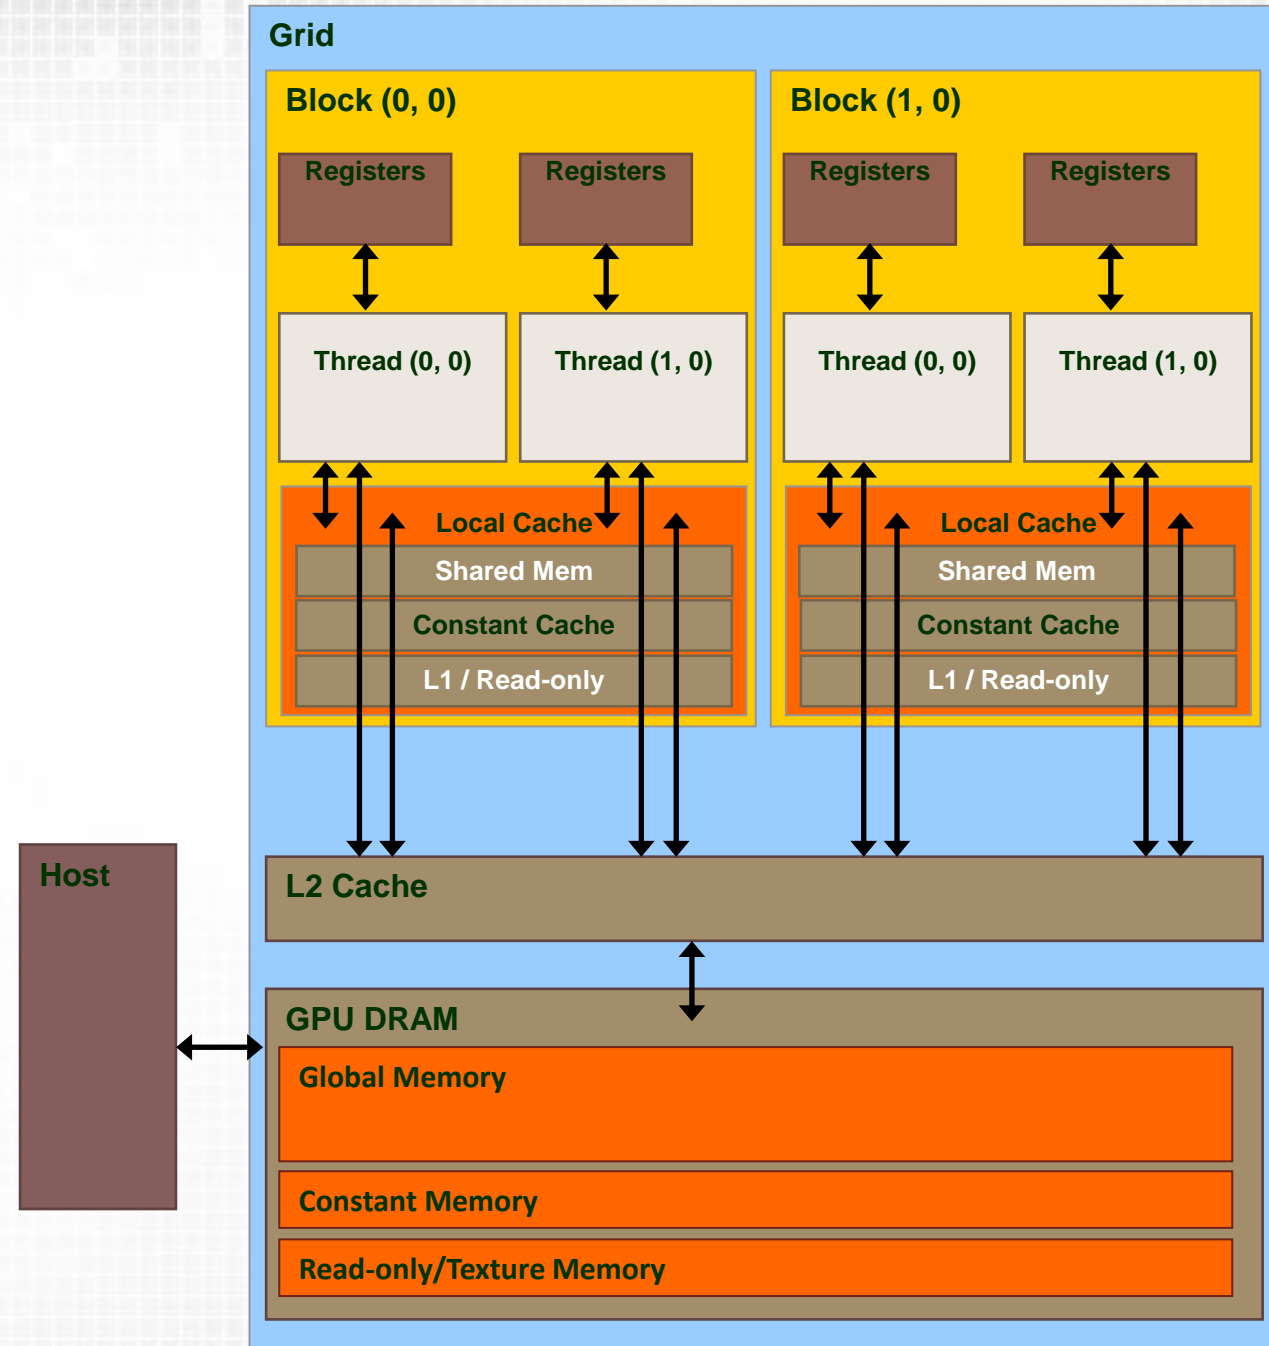 Grid
Block (0, 0)
Block (1, 0)
Registers
Registers
Registers
Registers
Thread (0, 0)
Thread (1, 0)
Thread (0, 0)
Thread (1, 0)
Local Cache
Local Cache
Shared Mem
Shared Mem
Constant Cache
Constant Cache
L1 / Read-only
L1 / Read-only
Host
L2 Cache
GPU DRAM
Global Memory
Constant Memory
Read-only/Texture Memory